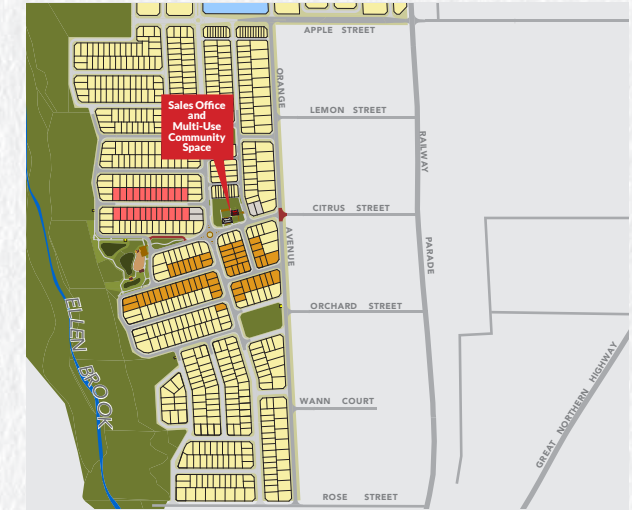 APPLE STREET
ORANGE
LEMON STREET
Sales Office
and
Multi-Use
Community
Space
RAILWAY
CITRUS STREET
AVENUE
PARADE
ELLEN BROOK
ORCHARD STREET
GREAT NORTHERN HIGHWAY
WANN COURT
ROSE STREET